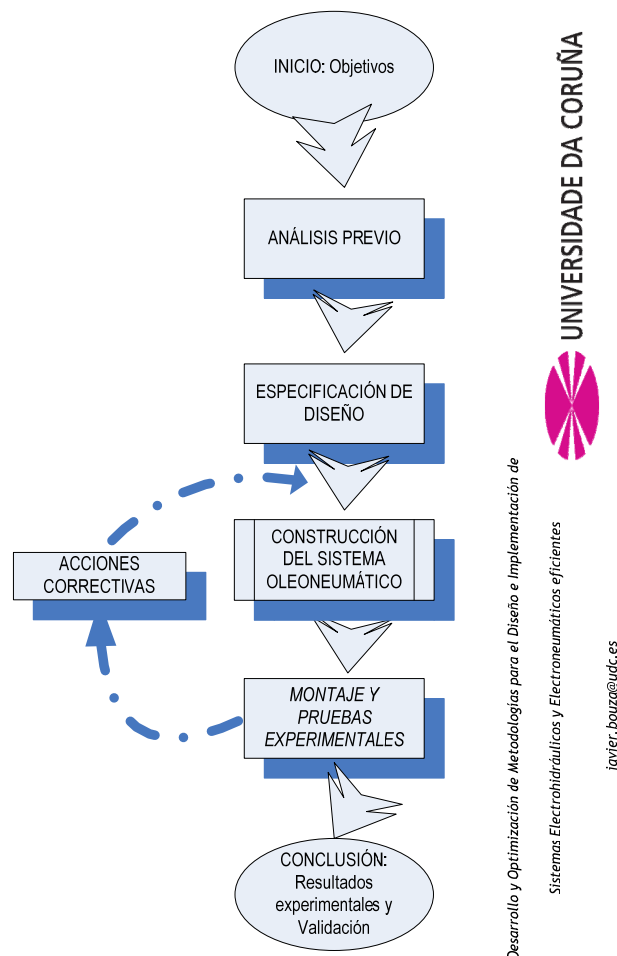 INICIO: Objetivos
ANÁLISIS PREVIO
ESPECIFICACIÓN DE
DISEÑO
CONSTRUCCIÓN
DEL SISTEMA
OLEONEUMÁTICO
ACCIONES
CORRECTIVAS
MONTAJE Y
PRUEBAS
EXPERIMENTALES
CONCLUSIÓN:
Resultados
experimentales y
Validación
UNIVERSIDADE DA CORUÑA
Desarrollo y Optimización de Metodologías para el Diseño e Implementación de
Sistemas Electrohidráulicos y Electroneumáticos eficientes
javier.bouza@udc.es